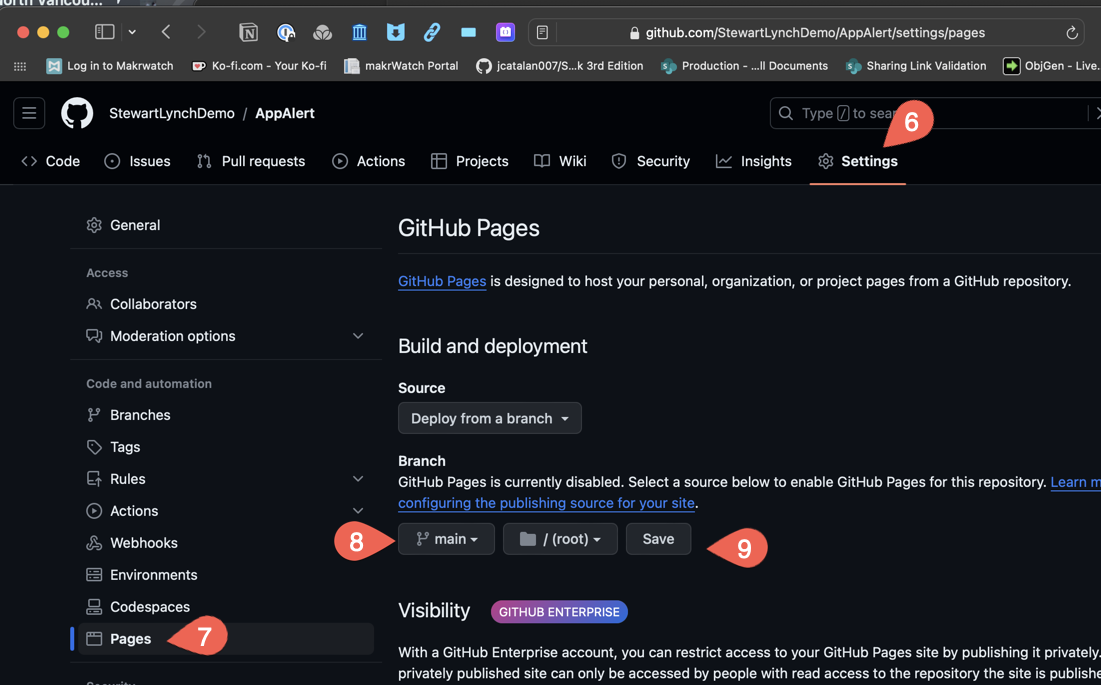 North Vancou...
github.com/StewartLynchDemo/AppAlert/settings/pages
Log in to Makrwatch
Ko-fi.com - Your Ko-fi
makrWatch Portal
jcatalan007/S...k 3rd Edition
Production - ...ll Documents
Sharing Link Validation
ObjGen - Live.
StewartLynchDemo / AppAlert
Type / to sea
6
Code
Issues
Pull requests
Actions
Projects
Wiki
Security
Insights
Settings
General
Access
Collaborators
Moderation options
Code and automation
Branches
Tags
Rules
Actions
Webhooks
Environments
Codespaces
Pages
7
Security
GitHub Pages
GitHub Pages is designed to host your personal, organization, or project pages from a GitHub repository.
Build and deployment
Source
Deploy from a branch
Branch
GitHub Pages is currently disabled. Select a source below to enable GitHub Pages for this repository. Learn m
configuring the publishing source for your site.
8
main
/ (root)
Save
9
Visibility
GITHUB ENTERPRISE
With a GitHub Enterprise account, you can restrict access to your GitHub Pages site by publishing it privately.
privately published site can only be accessed by people with read access to the repository the site is publishe